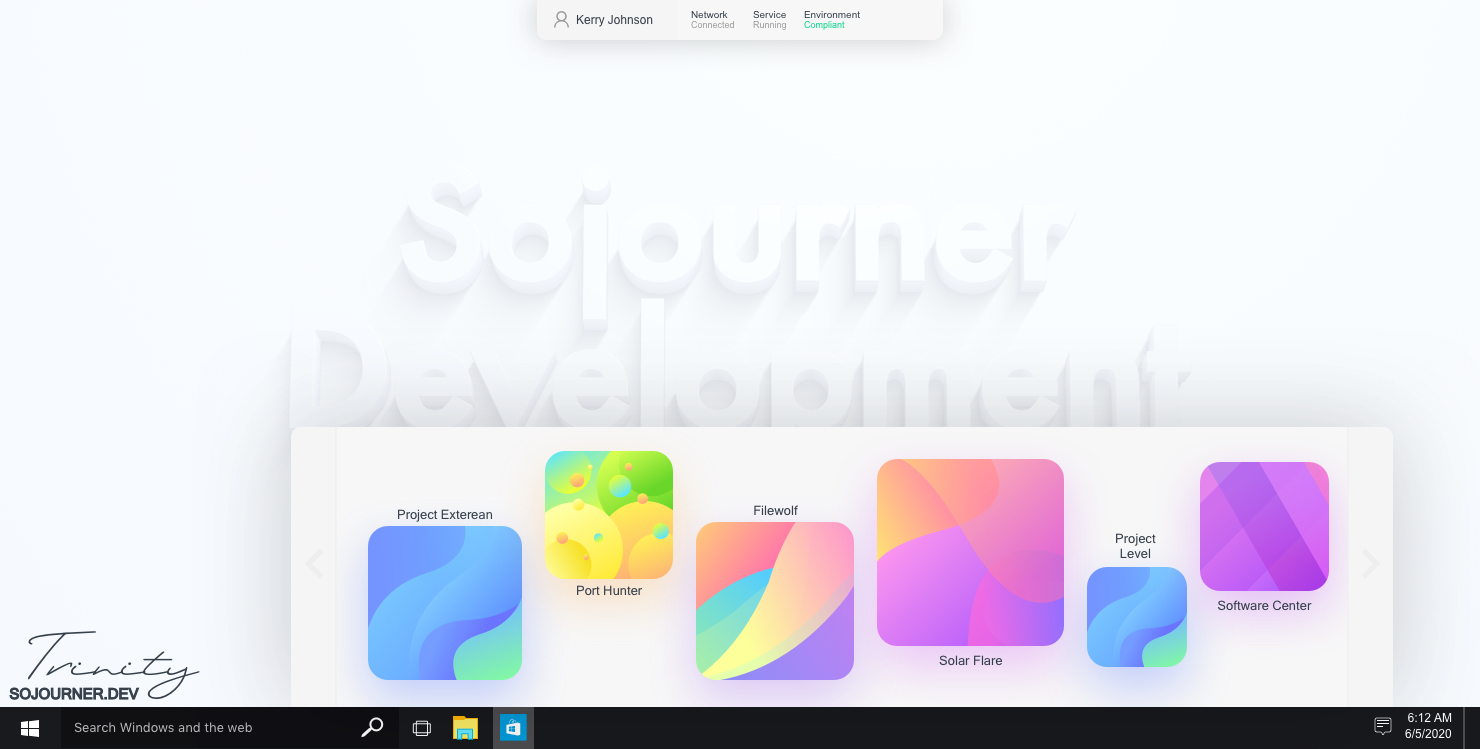 Kerry Johnson
Network Service Environment
Connected Running Compliant
Sojourner
Development
Project Exterean
Port Hunter
Filewolf
Solar Flare
Project
Level
Software Center
Trinity
SOJOURNER.DEV
Search Windows and the web
6:12 AM
6/5/2020